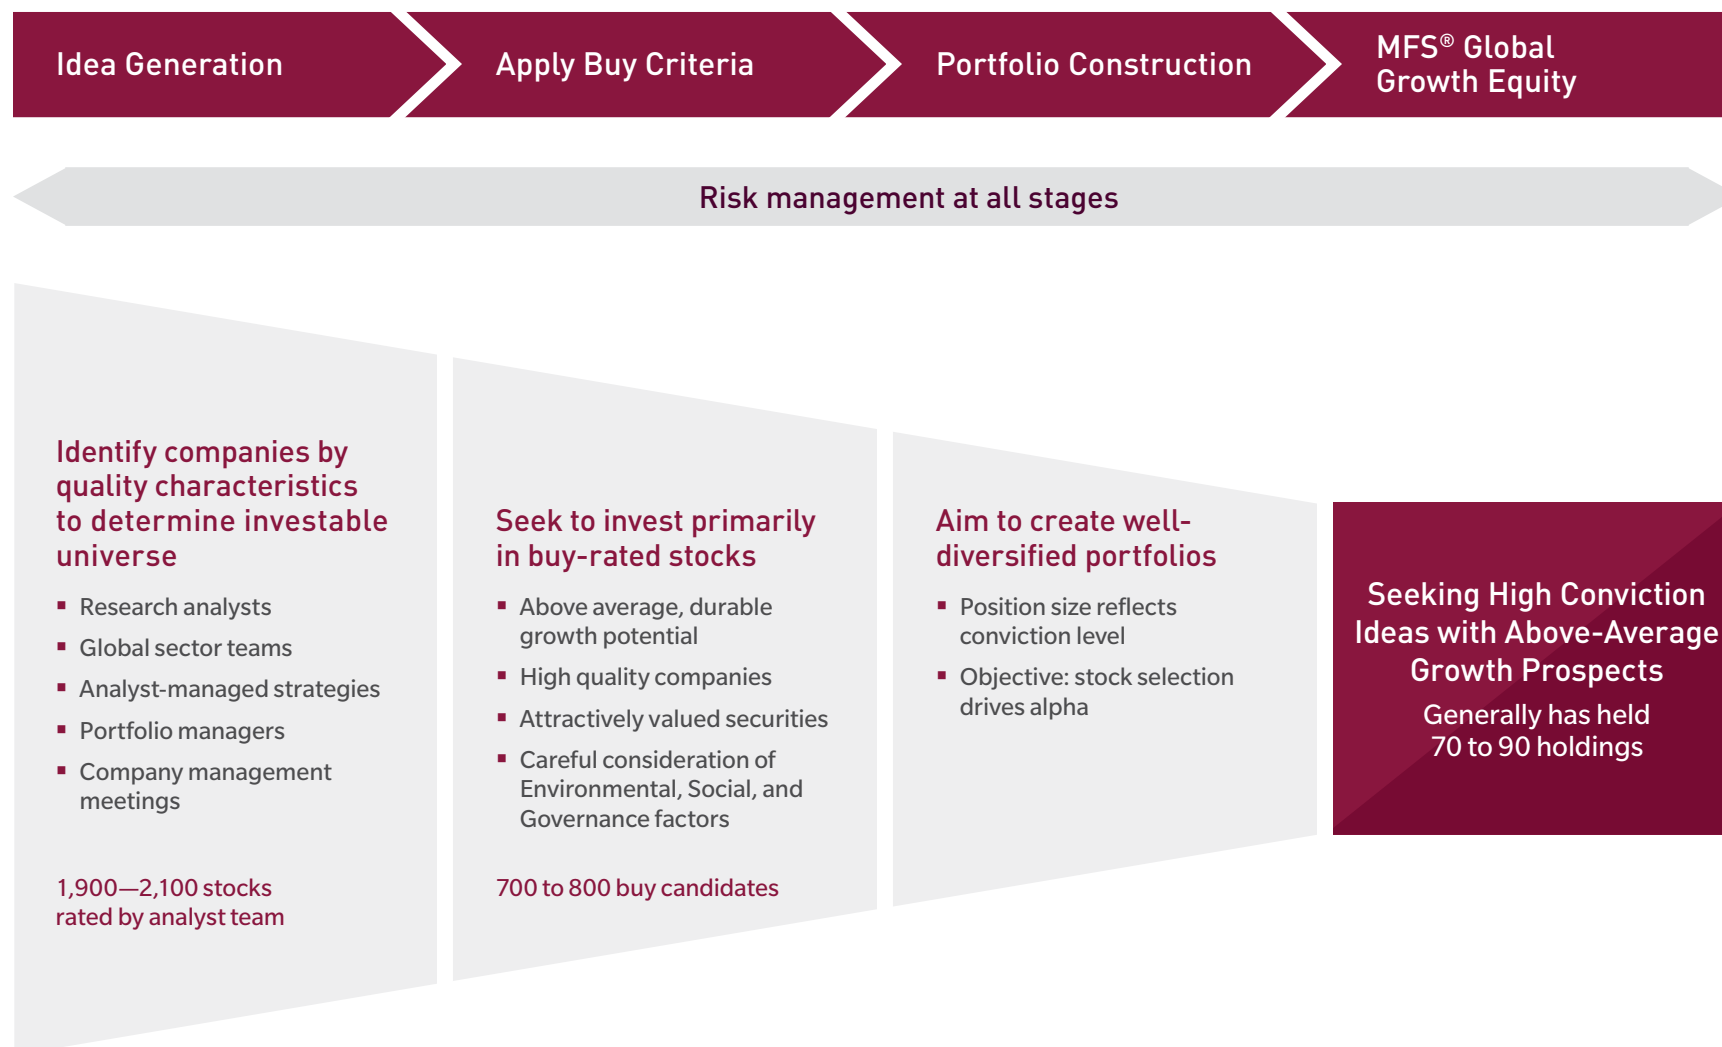 Idea Generation
Apply Buy Criteria
Portfolio Construction
MFS® Global
Growth Equity
Risk management at all stages
Identify companies by
quality characteristics
to determine investable
universe
▪ Research analysts
▪ Global sector teams
▪ Analyst-managed strategies
▪ Portfolio managers
▪ Company management
meetings
1,900—2,100 stocks
rated by analyst team
Seek to invest primarily
in buy-rated stocks
▪ Above average, durable
growth potential
▪ High quality companies
▪ Attractively valued securities
▪ Careful consideration of
Environmental, Social, and
Governance factors
700 to 800 buy candidates
Aim to create well-
diversified portfolios
▪ Position size reflects
conviction level
▪ Objective: stock selection
drives alpha
Seeking High Conviction
Ideas with Above-Average
Growth Prospects
Generally has held
70 to 90 holdings